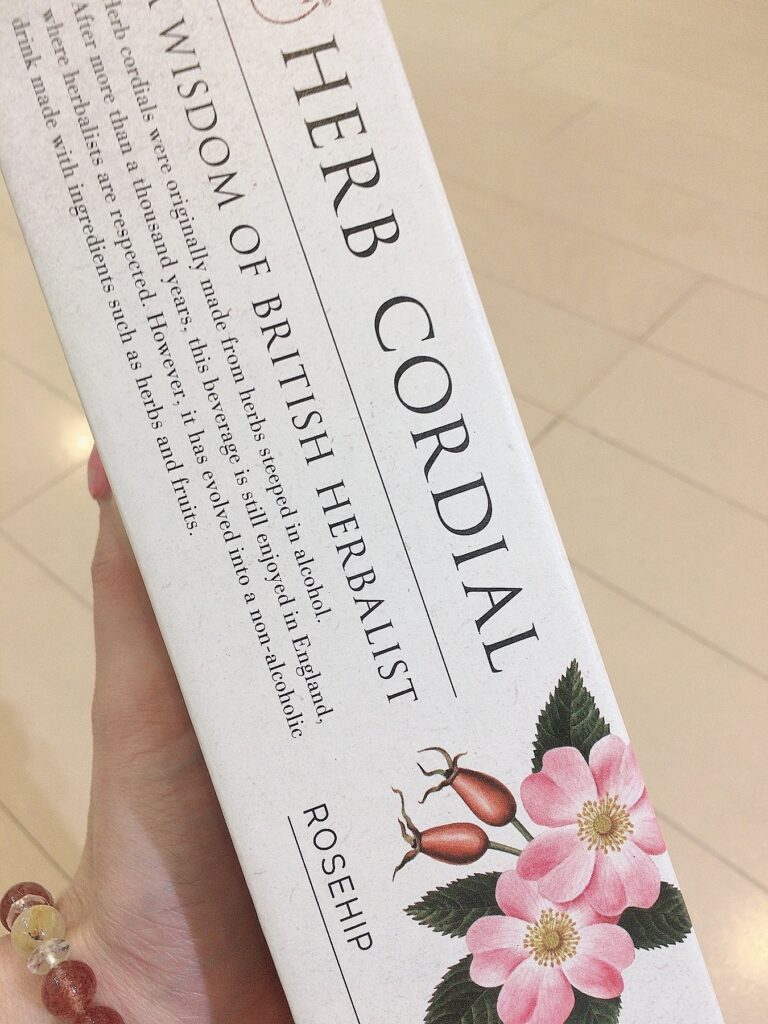 HERB CORDIAL
WISDOM OF BRITISH HERBALIST
Herb cordials were originally made from herbs steeped in alcohol.
After more than a thousand years, this beverage is still enjoyed in England,
where herbalists are respected. However, it has evolved into a non-alcoholic
drink made with ingredients such as herbs and fruits.
ROSEHIP